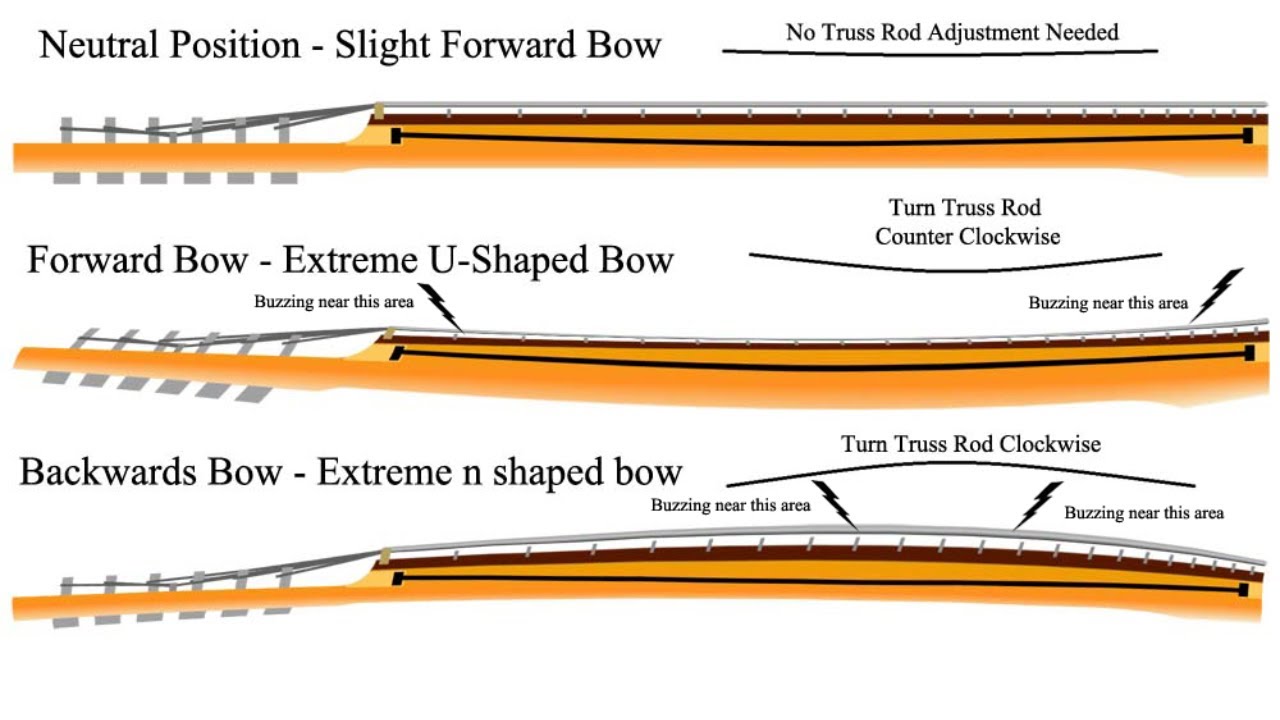 Neutral Position - Slight Forward Bow
No Truss Rod Adjustment Needed
Turn Truss Rod
Counter Clockwise
Forward Bow - Extreme U-Shaped Bow
Buzzing near this area
Buzzing near this area
Turn Truss Rod Clockwise
Backwards Bow - Extreme n shaped bow
Buzzing near this area
Buzzing near this area